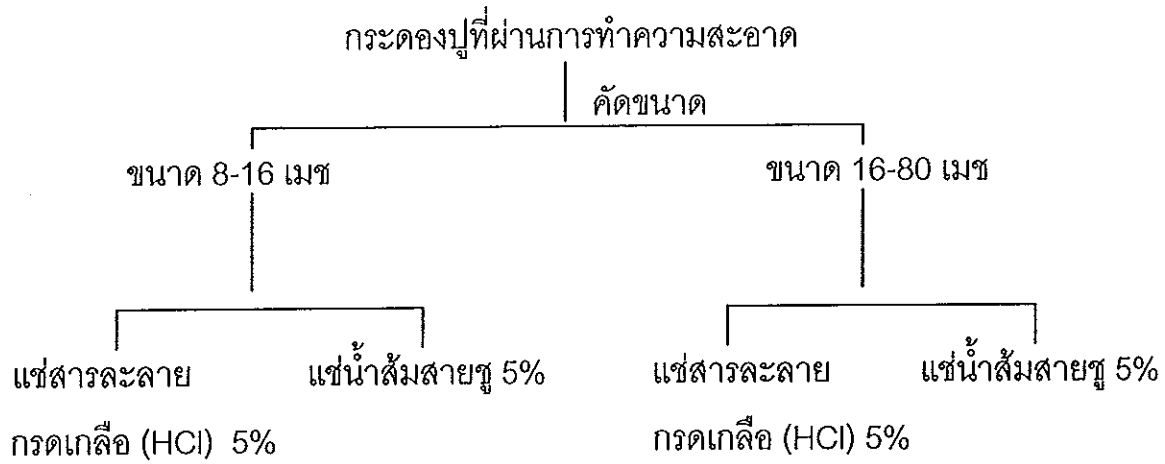 กระดองปูที่ผ่านการทำความสะอาด
คัดขนาด
ขนาด 8-16 เมช
ขนาด 16-80 เมช
แช่สารละลาย
กรดเกลือ (HCl) 5%
แช่น้ำส้มสายชู 5%
แช่สารละลาย
กรดเกลือ (HCl) 5%
แช่น้ำส้มสายชู 5%